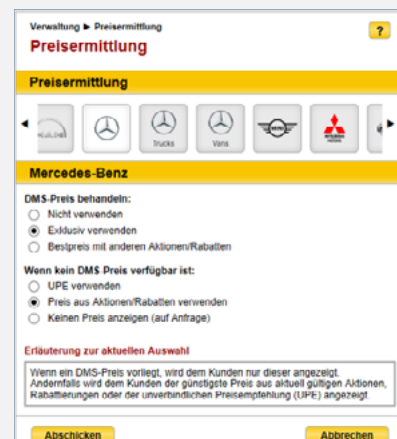 Verwaltung ▶ Preisermittlung
?
Preisermittlung
Preisermittlung
Trucks
Vans
MINI
Mercedes-Benz
DMS-Preis behandeln:
Nicht verwenden
Exklusiv verwenden
Bestpreis mit anderen Aktionen/Rabatten
Wenn kein DMS Preis verfügbar ist:
UPE verwenden
Preis aus Aktionen/Rabatten verwenden
Keinen Preis anzeigen (auf Anfrage)
Erläuterung zur aktuellen Auswahl
Wenn ein DMS-Preis vorliegt, wird dem Kunden nur dieser angezeigt.
Andernfalls wird dem Kunden der günstigste Preis aus aktuell gültigen Aktionen,
Rabattierungen oder der unverbindlichen Preisempfehlung (UPE) angezeigt.
Abschicken
Abbrechen